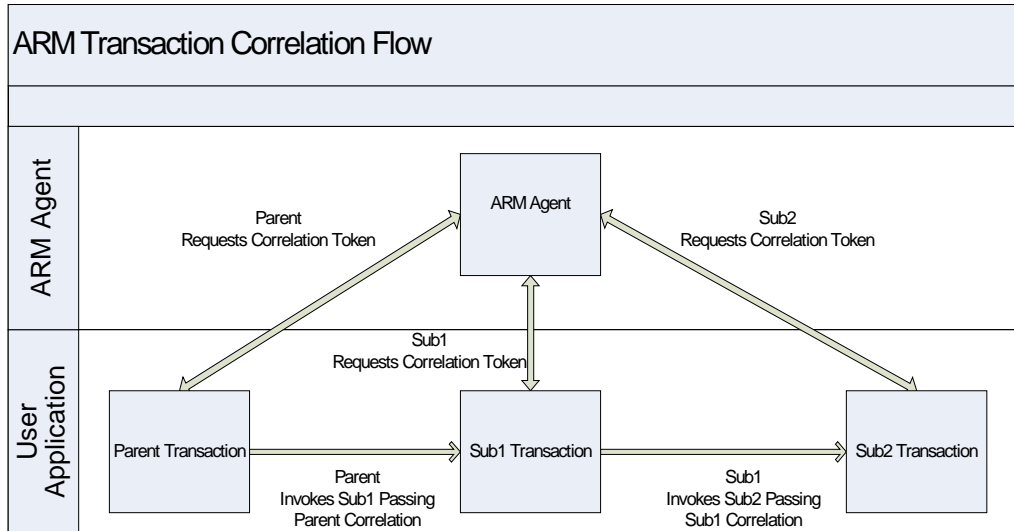 ARM Transaction Correlation Flow
ARM Agent
ARM Agent
Parent
Requests Correlation Token
Sub2
Requests Correlation Token
Sub1
Requests Correlation Token
User
Application
Parent Transaction
Sub1 Transaction
Sub2 Transaction
Parent
Invokes Sub1 Passing
Parent Correlation
Sub1
Invokes Sub2 Passing
Sub1 Correlation